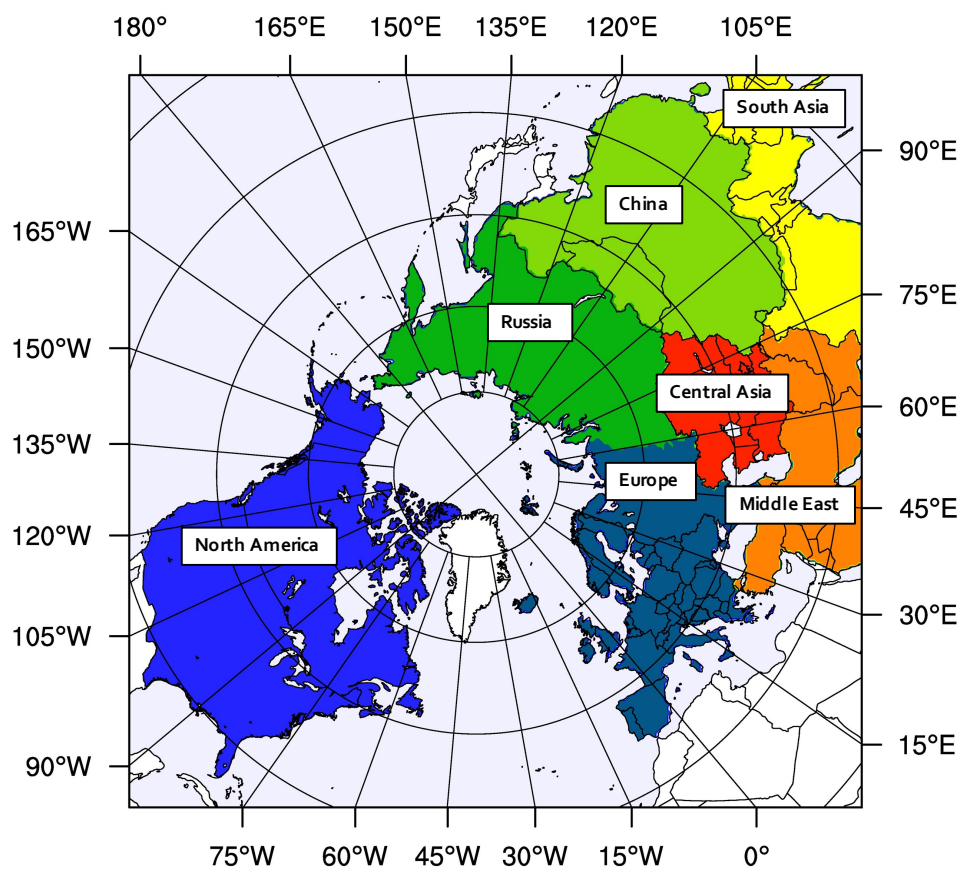 180° 165°E 150°E 135°E 120°E 105°E
South Asia
90°E
China
165°W
75°E
Russia
150°W
Central Asia
60°E
135°W
Europe
Middle East
45°E
120°W
North America
30°E
105°W
15°E
90°W
75°W 60°W 45°W 30°W 15°W 0°